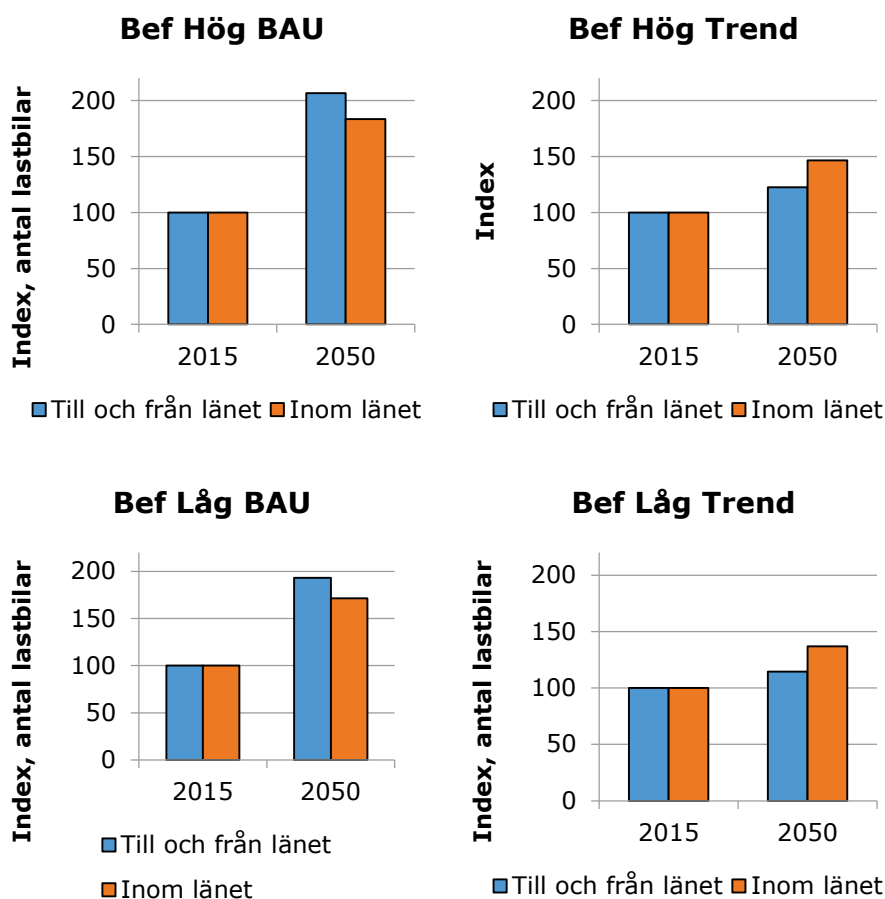 Bef Hög BAU
Index, antal lastbilar
200
150
100
50
0
2015 2050
Till och från länet Inom länet
Bef Hög Trend
Index
200
150
100
50
0
2015 2050
Till och från länet Inom länet
Bef Låg BAU
Index, antal lastbilar
200
150
100
50
0
2015 2050
Till och från länet
Inom länet
Bef Låg Trend
Index, antal lastbilar
200
150
100
50
0
2015 2050
Till och från länet Inom länet